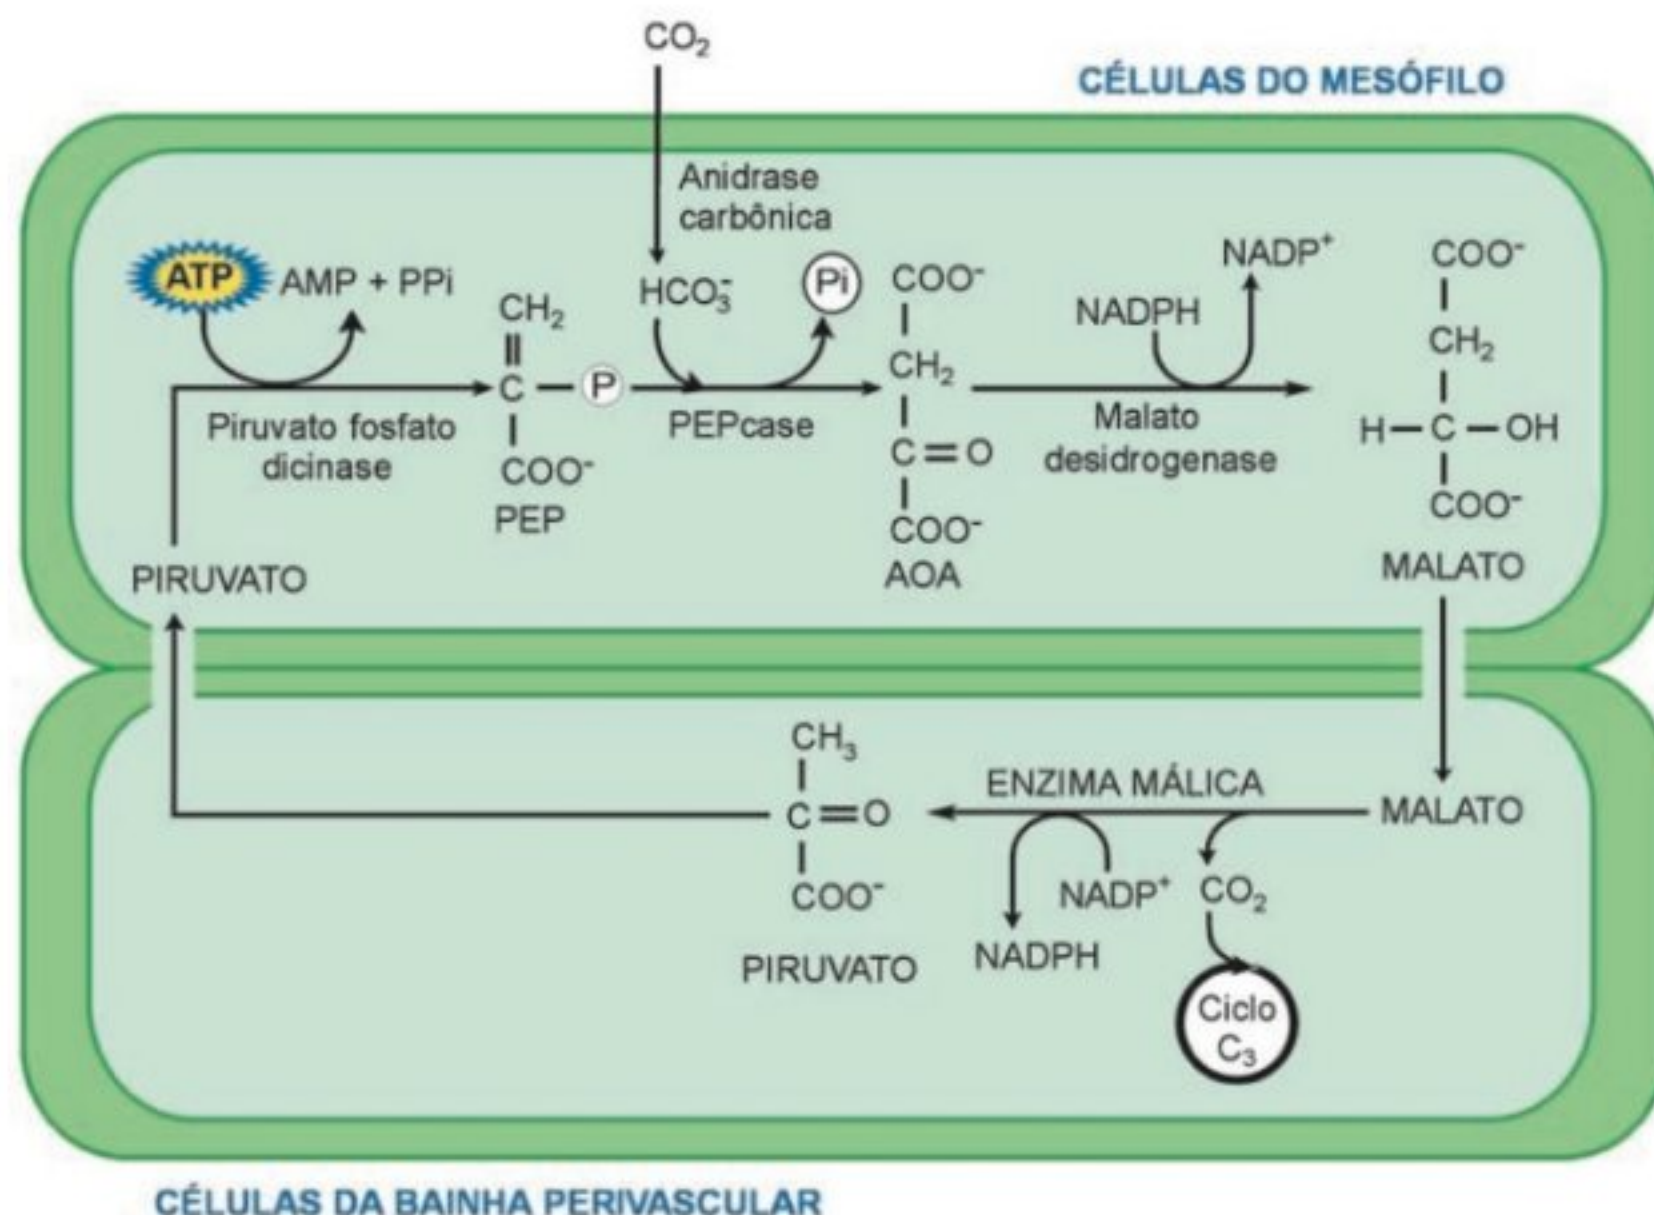 CO₂
CÉLULAS DO MESÓFILO
Anidrase
carbônica
ATP
AMP + PPi
HCO₃⁻
Pi
NADPH
NADP⁺
CH₂
C
P
COO⁻
PEP
Piruvato fosfato
dicinase
PEPcase
COO⁻
CH₂
C=O
COO⁻
AOA
Malato
desidrogenase
COO⁻
CH₂
H—C—OH
COO⁻
MALATO
PIRUVATO
CH₃
C=O
COO⁻
PIRUVATO
ENZIMA MÁLICA
MALATO
NADP⁺
NADPH
CO₂
Ciclo
C₃
CÉLULAS DA BAINHA PERIVASCULAR